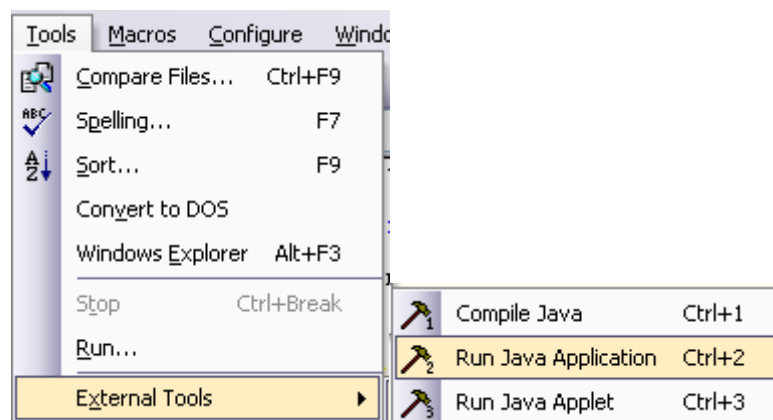 Tools Macros Configure
Compare Files... Ctrl+F9
Spelling... F7
Sort... F9
Convert to DOS
Windows Explorer Alt+F3
Stop Ctrl+Break
Run...
External Tools
Compile Java Ctrl+1
Run Java Application Ctrl+2
Run Java Applet Ctrl+3